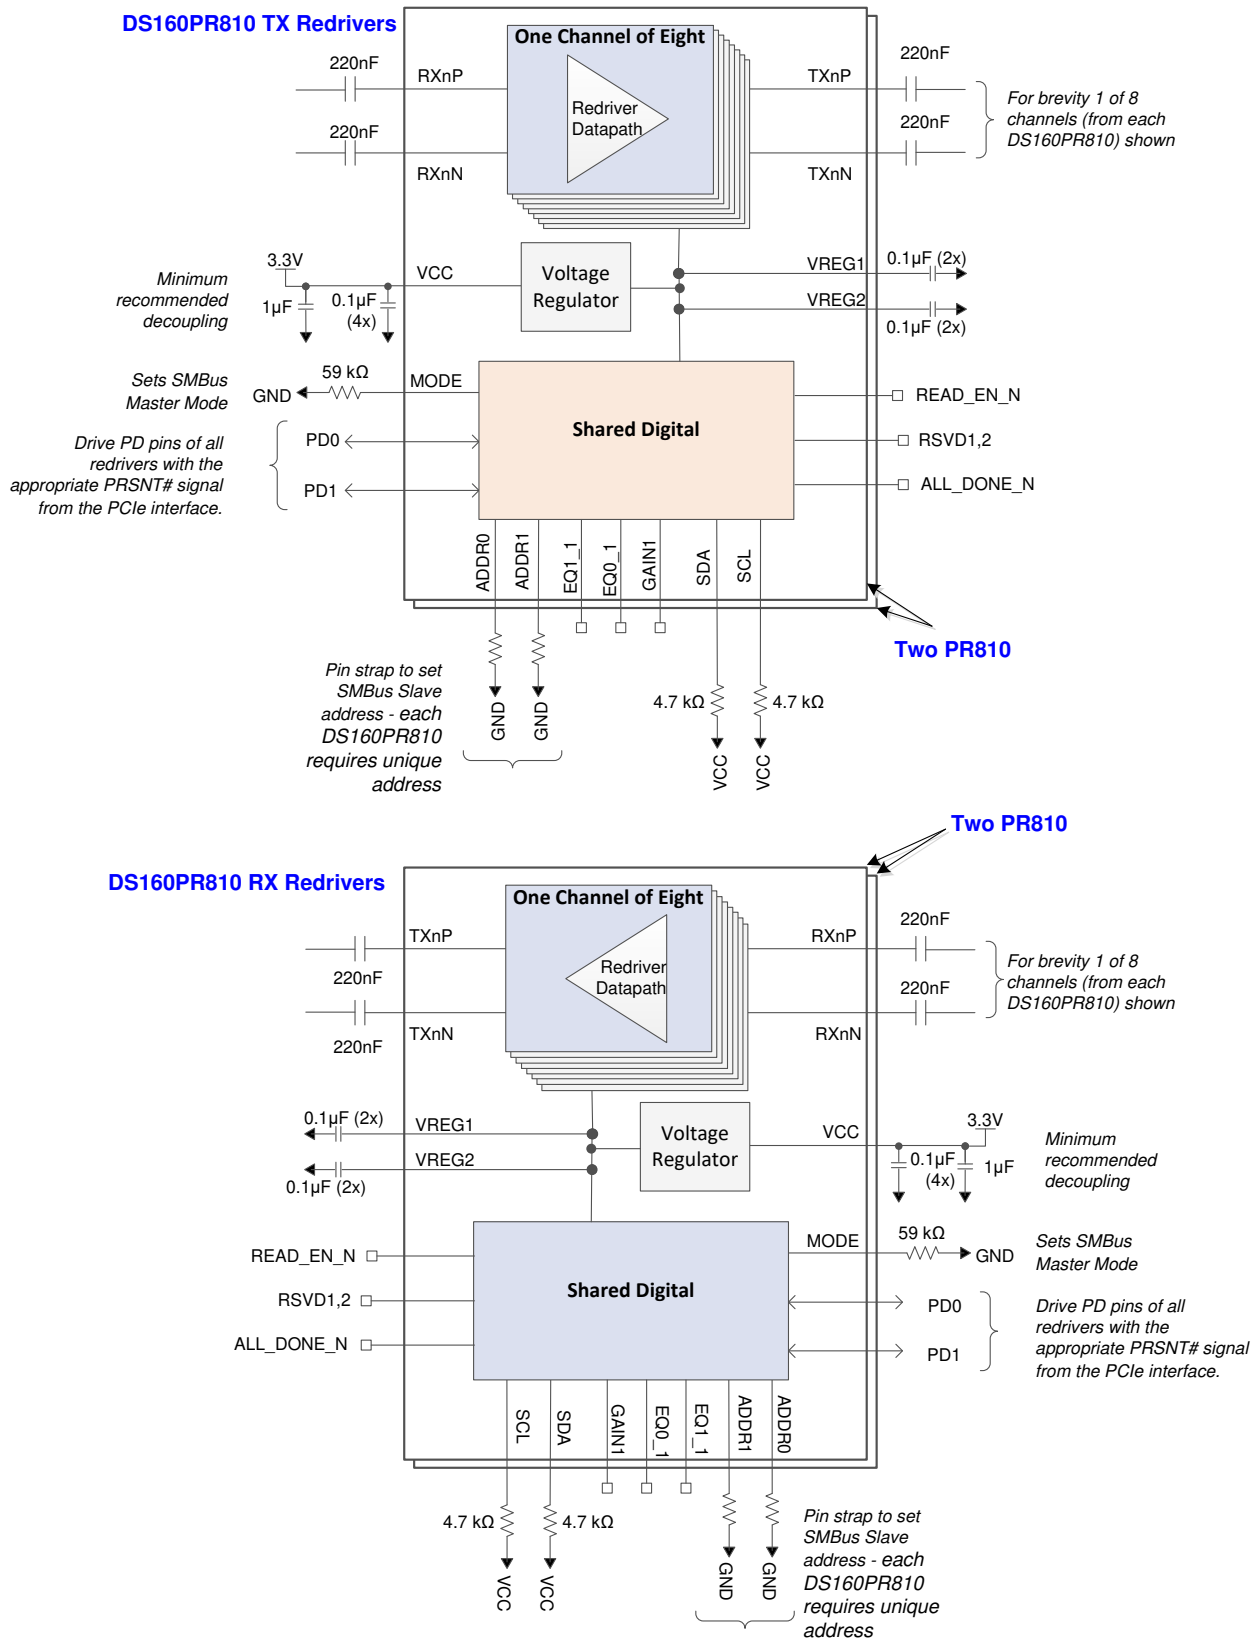 DS160PR810 TX Redrivers
One Channel of Eight
220nF
RXnP
TXnP
220nF
Redriver
Datapath
For brevity 1 of 8
channels (from each
DS160PR810) shown
220nF
220nF
RXnN
TXnN
Minimum
recommended
decoupling
3.3V
VCC
1µF
0.1µF
(4x)
Voltage
Regulator
VREG1
0.1µF (2x)
VREG2
0.1µF (2x)
Sets SMBus
Master Mode
GND
59 kΩ
MODE
READ_EN_N
Drive PD pins of all
redrivers with the
appropriate PRSNT# signal
from the PCIe interface.
PD0
PD1
Shared Digital
RSVD1,2
ALL_DONE_N
ADDR0
ADDR1
EQ1_1
EQ0_1
GAIN1
SDA
SCL
Two PR810
Pin strap to set
SMBus Slave
address - each
DS160PR810
requires unique
address
GND
GND
4.7 kΩ
4.7 kΩ
VCC
VCC
Two PR810
DS160PR810 RX Redrivers
One Channel of Eight
TXnP
RXnP
220nF
220nF
Redriver
Datapath
For brevity 1 of 8
channels (from each
DS160PR810) shown
220nF
TXnN
RXnN
220nF
0.1µF (2x)
VREG1
VREG2
0.1µF (2x)
Voltage
Regulator
VCC
3.3V
0.1µF
(4x)
1µF
Minimum
recommended
decoupling
READ_EN_N
RSVD1,2
ALL_DONE_N
Shared Digital
MODE
59 kΩ
GND
Sets SMBus
Master Mode
PD0
PD1
Drive PD pins of all
redrivers with the
appropriate PRSNT# signal
from the PCIe interface.
SCL
SDA
GAIN1
EQ0_1
EQ1_1
ADDR1
ADDR0
4.7 kΩ
4.7 kΩ
VCC
VCC
GND
GND
Pin strap to set
SMBus Slave
address - each
DS160PR810
requires unique
address